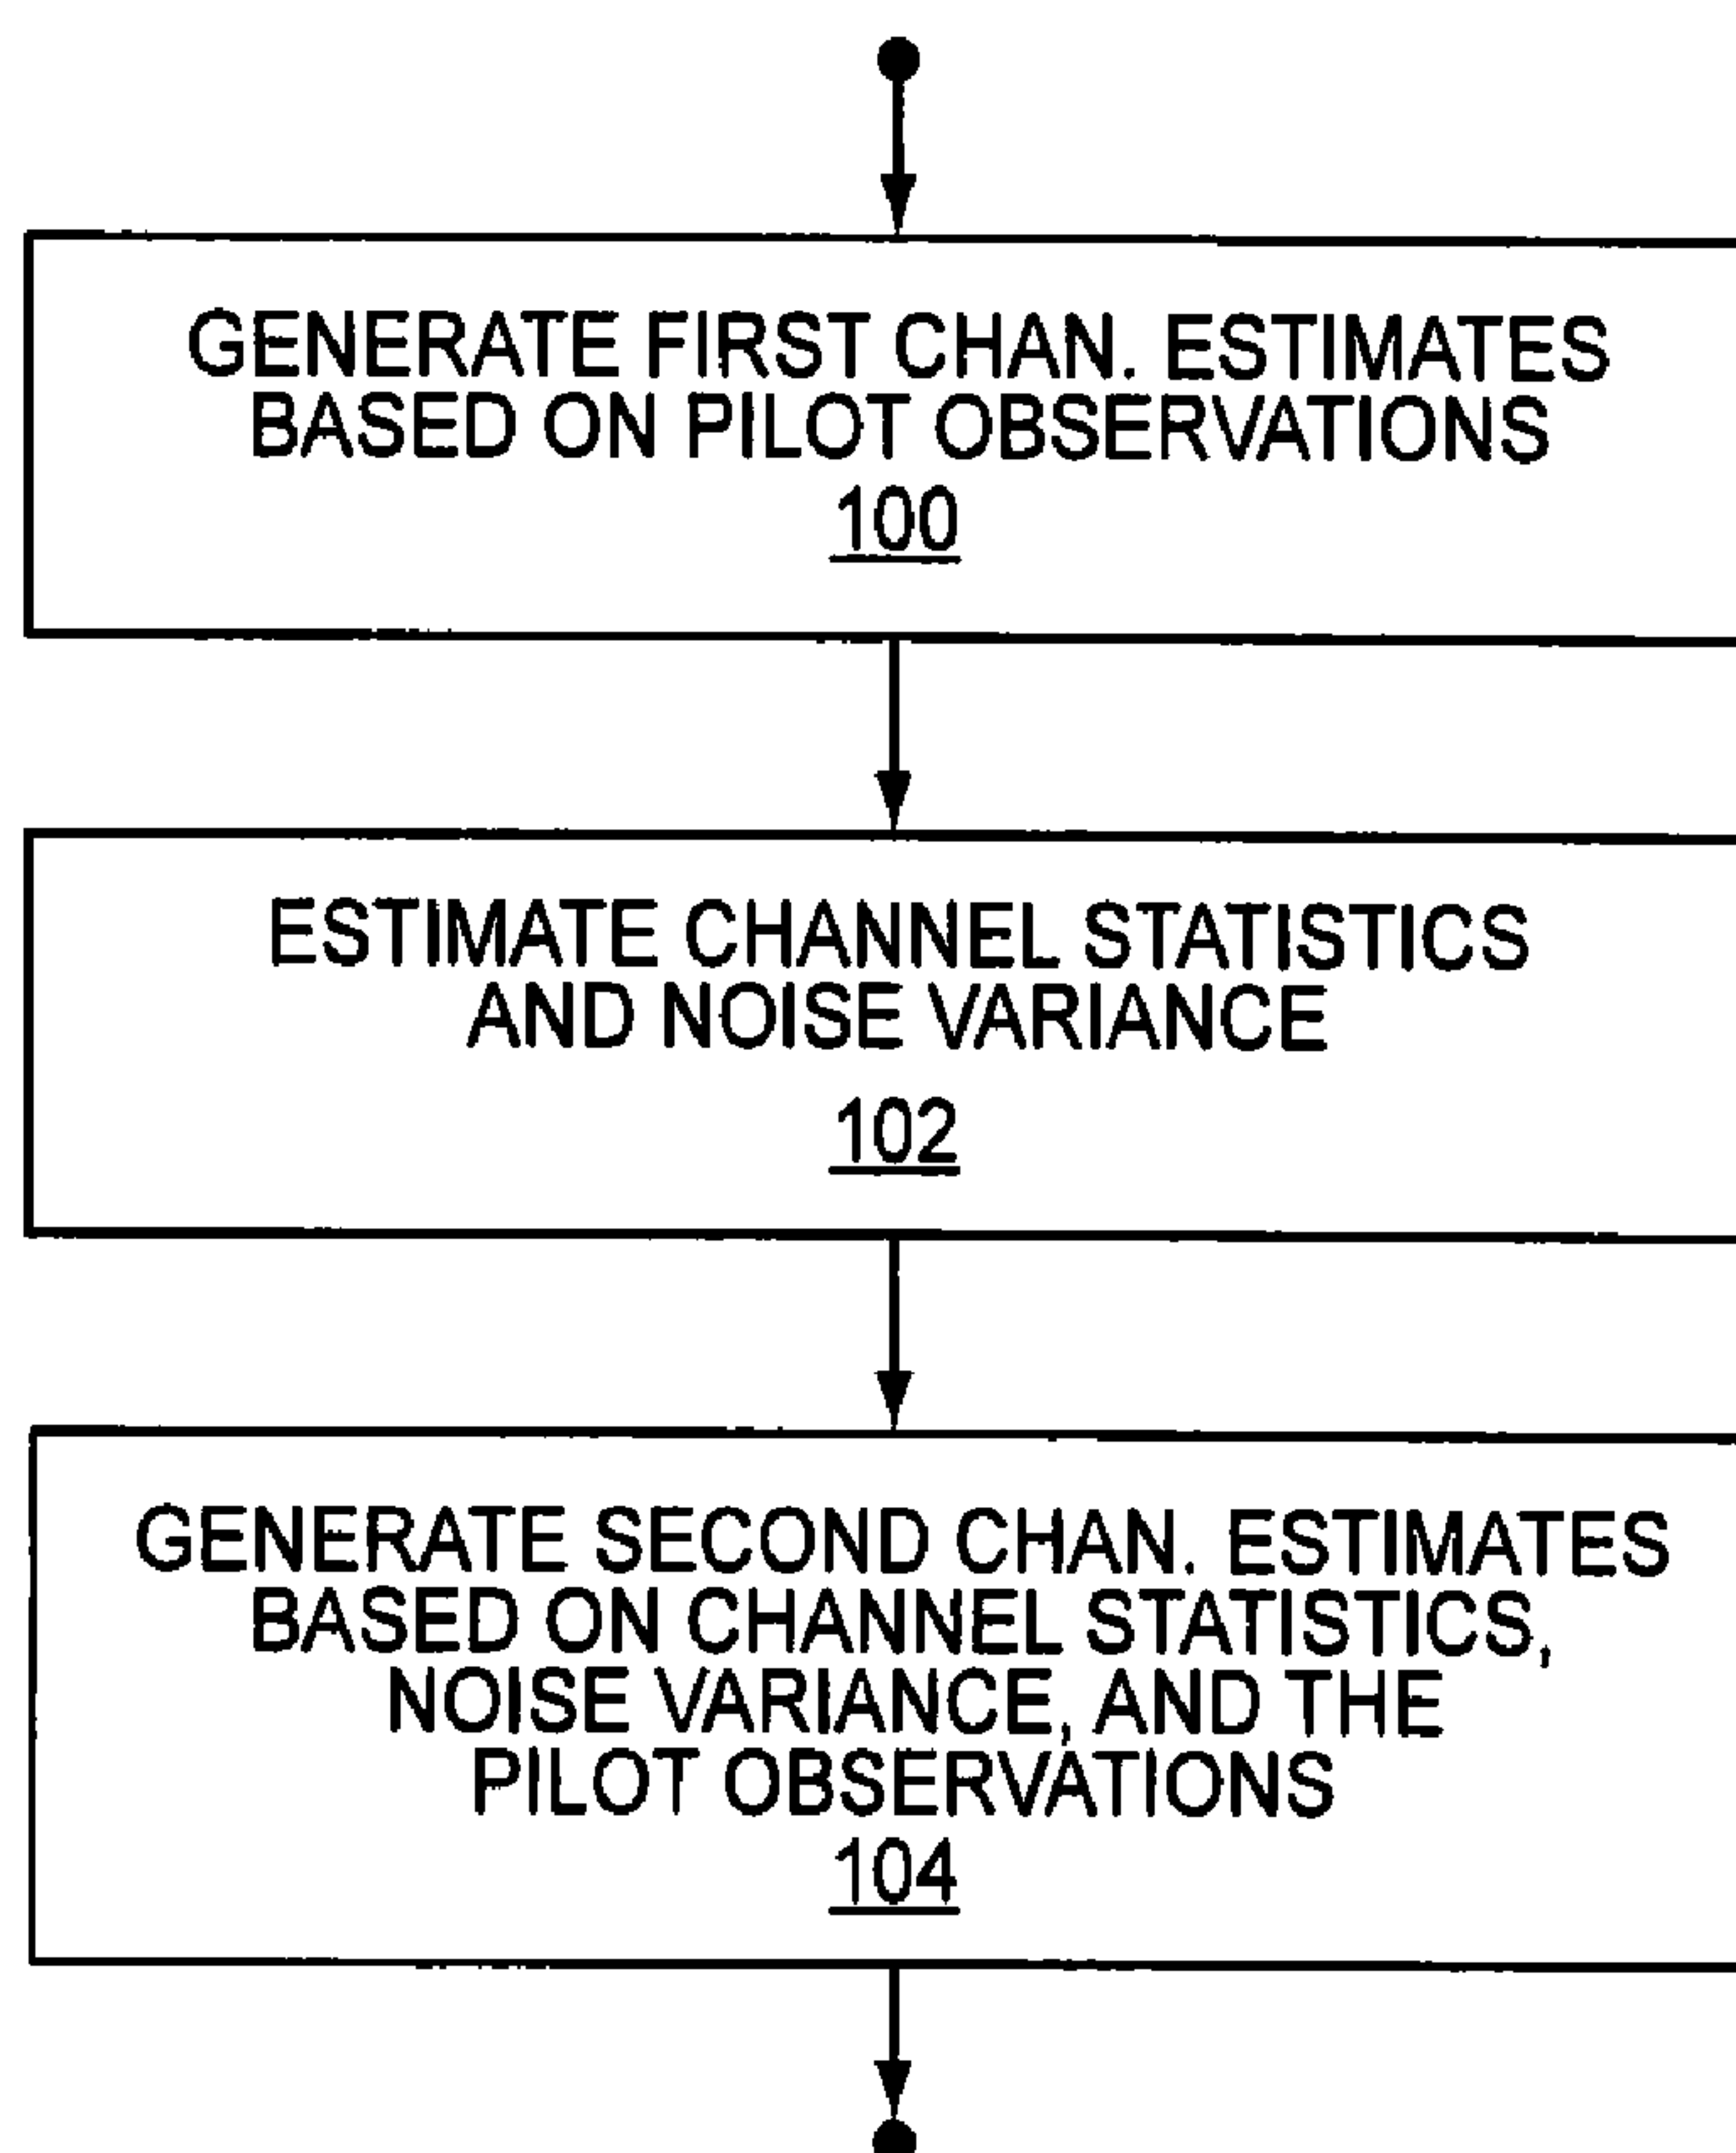 GENERATE FIRST CHAN. ESTIMATES
BASED ON PILOT OBSERVATIONS
100
ESTIMATE CHANNEL STATISTICS
AND NOISE VARIANCE
102
GENERATE SECOND CHAN. ESTIMATES
BASED ON CHANNEL STATISTICS,
NOISE VARIANCE, AND THE
PILOT OBSERVATIONS
104